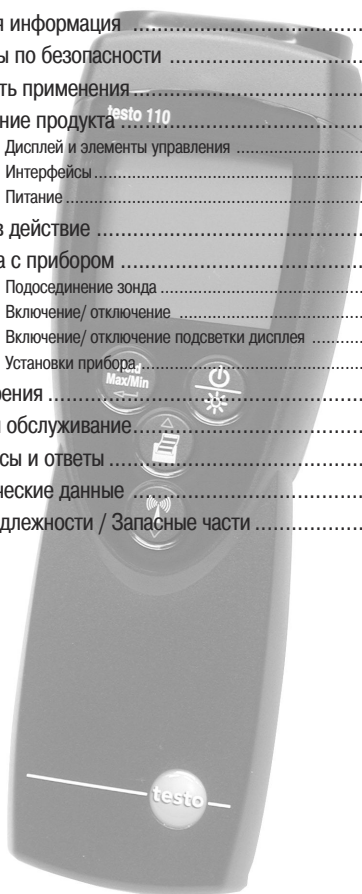 я информация ........................
ы по безопасности ..................
ть применения........................
testo 110
ние продукта..........................
Дисплей и элементы управления ..................
Интерфейсы............................................
Питание..................................................
в действие ............................
а с прибором ........................
Подосединение зонда ................................
Включение/ отключение ............................
Включение/ отключение подсветки дисплея ........
Установки прибора....................................
Max/Min
рения ....................................
и обслуживание......................
сы и ответы ..........................
ческие данные ......................
длежности / Запасные части ................
testo